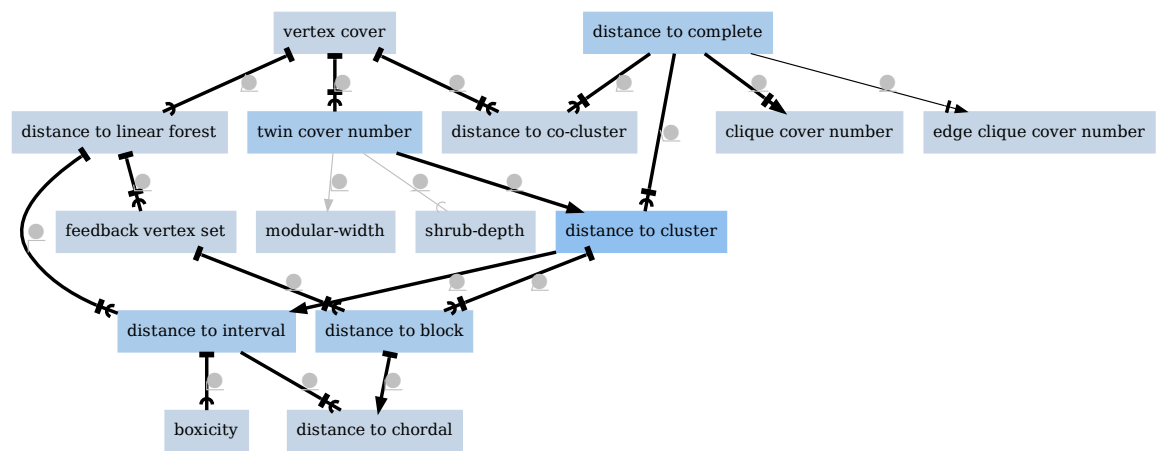 vertex cover
distance to complete
distance to linear forest
twin cover number
distance to co-cluster
clique cover number
edge clique cover number
feedback vertex set
modular-width
shrub-depth
distance to cluster
distance to interval
distance to block
boxicity
distance to chordal